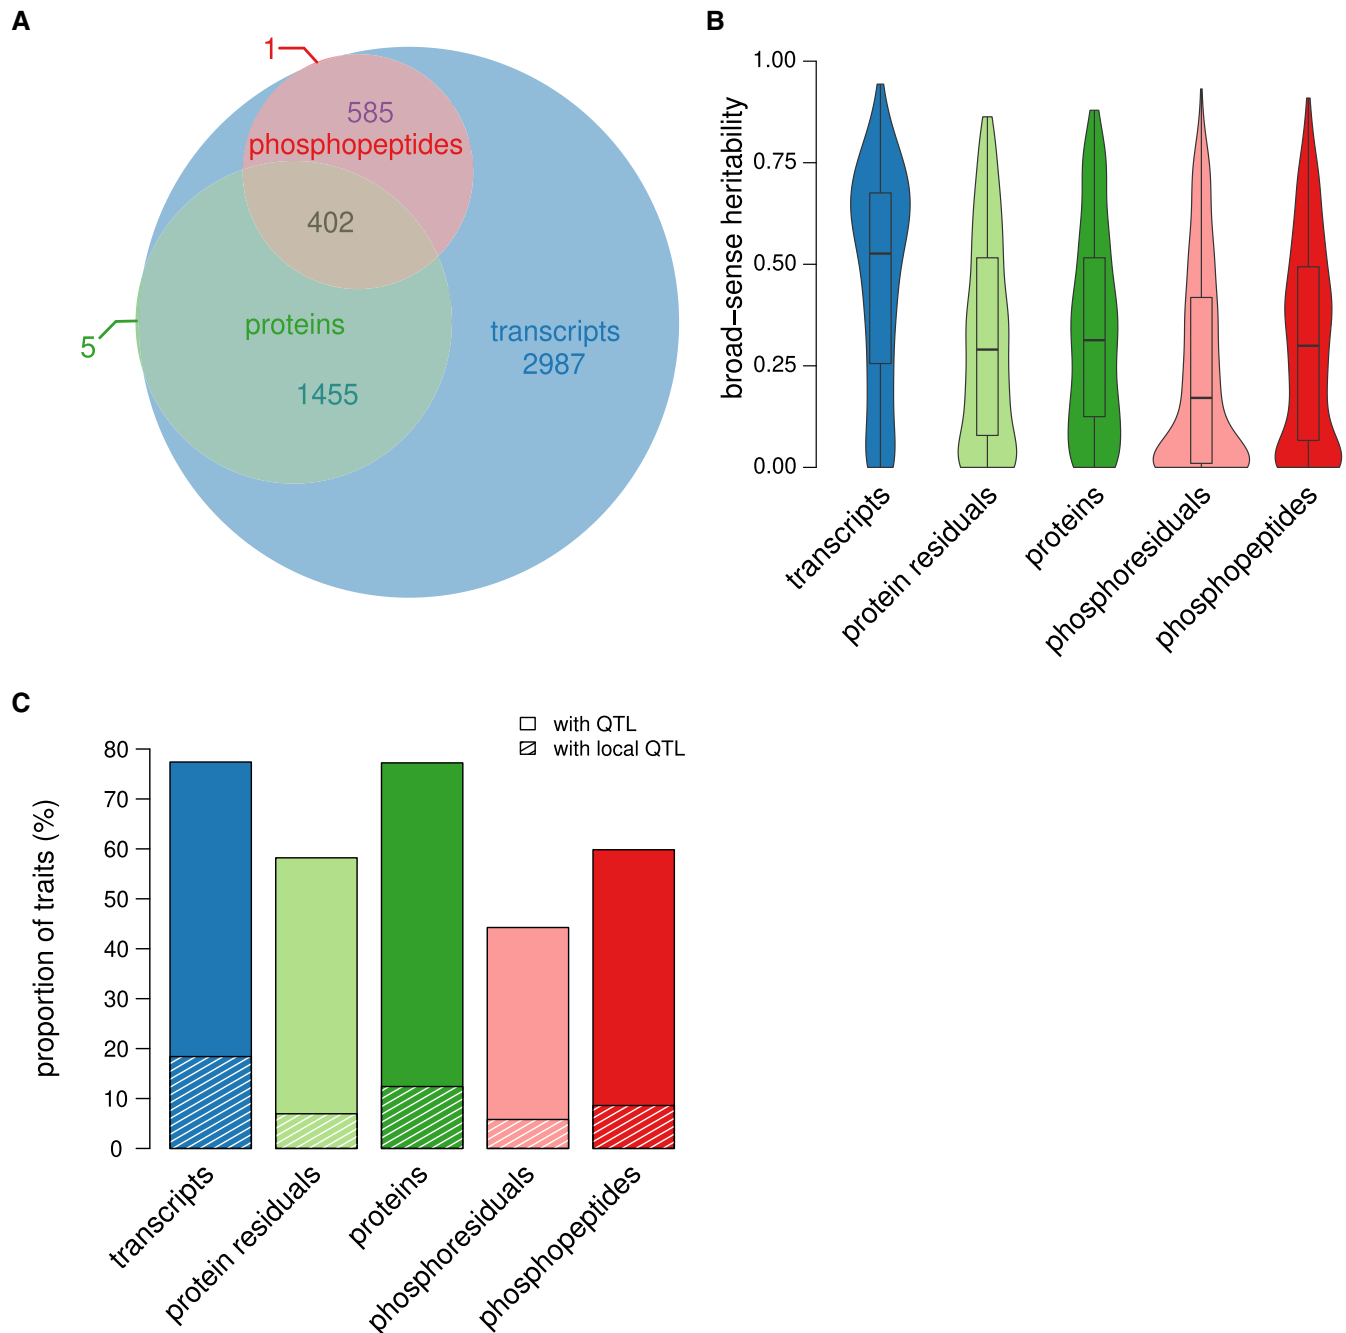 A
1
585
phosphopeptides
402
proteins
5
1455
transcripts
2987
B
broad−sense heritability
1.00
0.75
0.50
0.25
0.00
transcripts
protein residuals
proteins
phosphoresiduals
phosphopeptides
C
with QTL
with local QTL
proportion of traits (%)
80
70
60
50
40
30
20
10
0
transcripts
protein residuals
proteins
phosphoresiduals
phosphopeptides